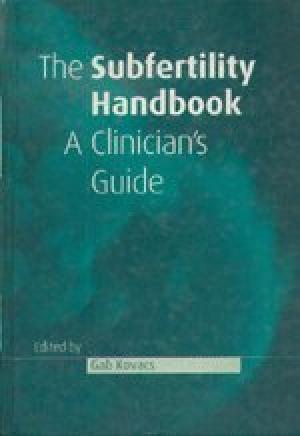 The Subfertility
Handbook
A Clinician's
Guide
Edited by
Gab Kovacs